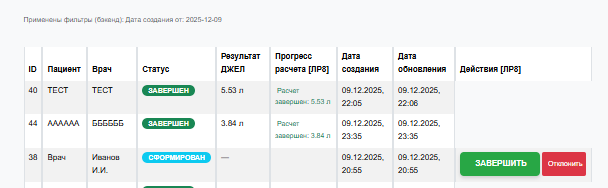 Применены фильтры (бэкенд): Дата создания от: 2025-12-09
ID Пациент Врач Статус Результат ДЖЕЛ Прогресс расчета [ЛР8] Дата создания Дата обновления Действия [ЛР8]
40 ТЕСТ ТЕСТ ЗАВЕРШЕН 5.53 л Расчет завершен: 5.53 л 09.12.2025, 22:05 09.12.2025, 22:06
44 АААААА ББББББ ЗАВЕРШЕН 3.84 л Расчет завершен: 3.84 л 09.12.2025, 23:35 09.12.2025, 23:35
38 Врач Иванов И.И. СФОРМИРОВАН — 09.12.2025, 20:55 09.12.2025, 20:55 ЗАВЕРШИТЬ Отклонить